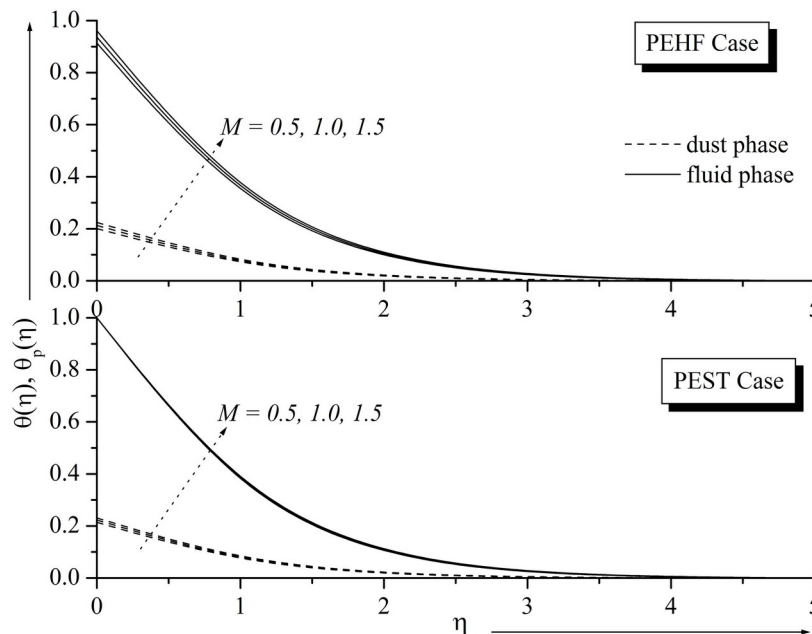 PEHF Case
M = 0.5, 1.0, 1.5
dust phase
fluid phase
1.0
0.8
0.6
0.4
0.2
0.0
0 1 2 3 4 5
θ(η), θp(η)
PEST Case
M = 0.5, 1.0, 1.5
1.0
0.8
0.6
0.4
0.2
0.0
0 1 2 3 4 5
η